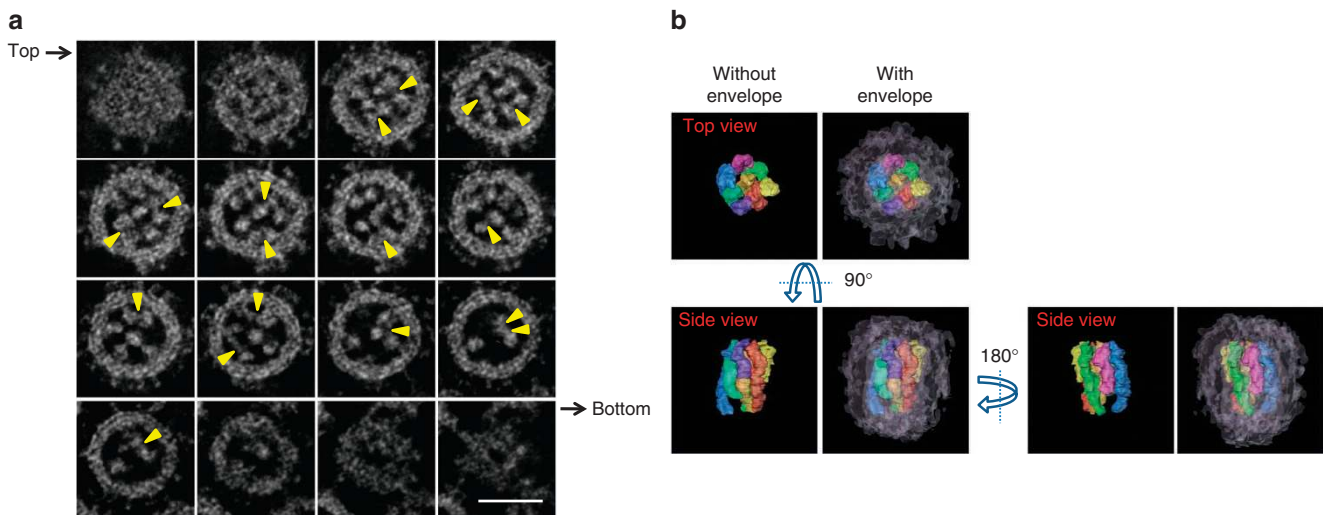 a
Top
Bottom
b
Without
envelope
With
envelope
Top view
90°
Side view
180°
Side view